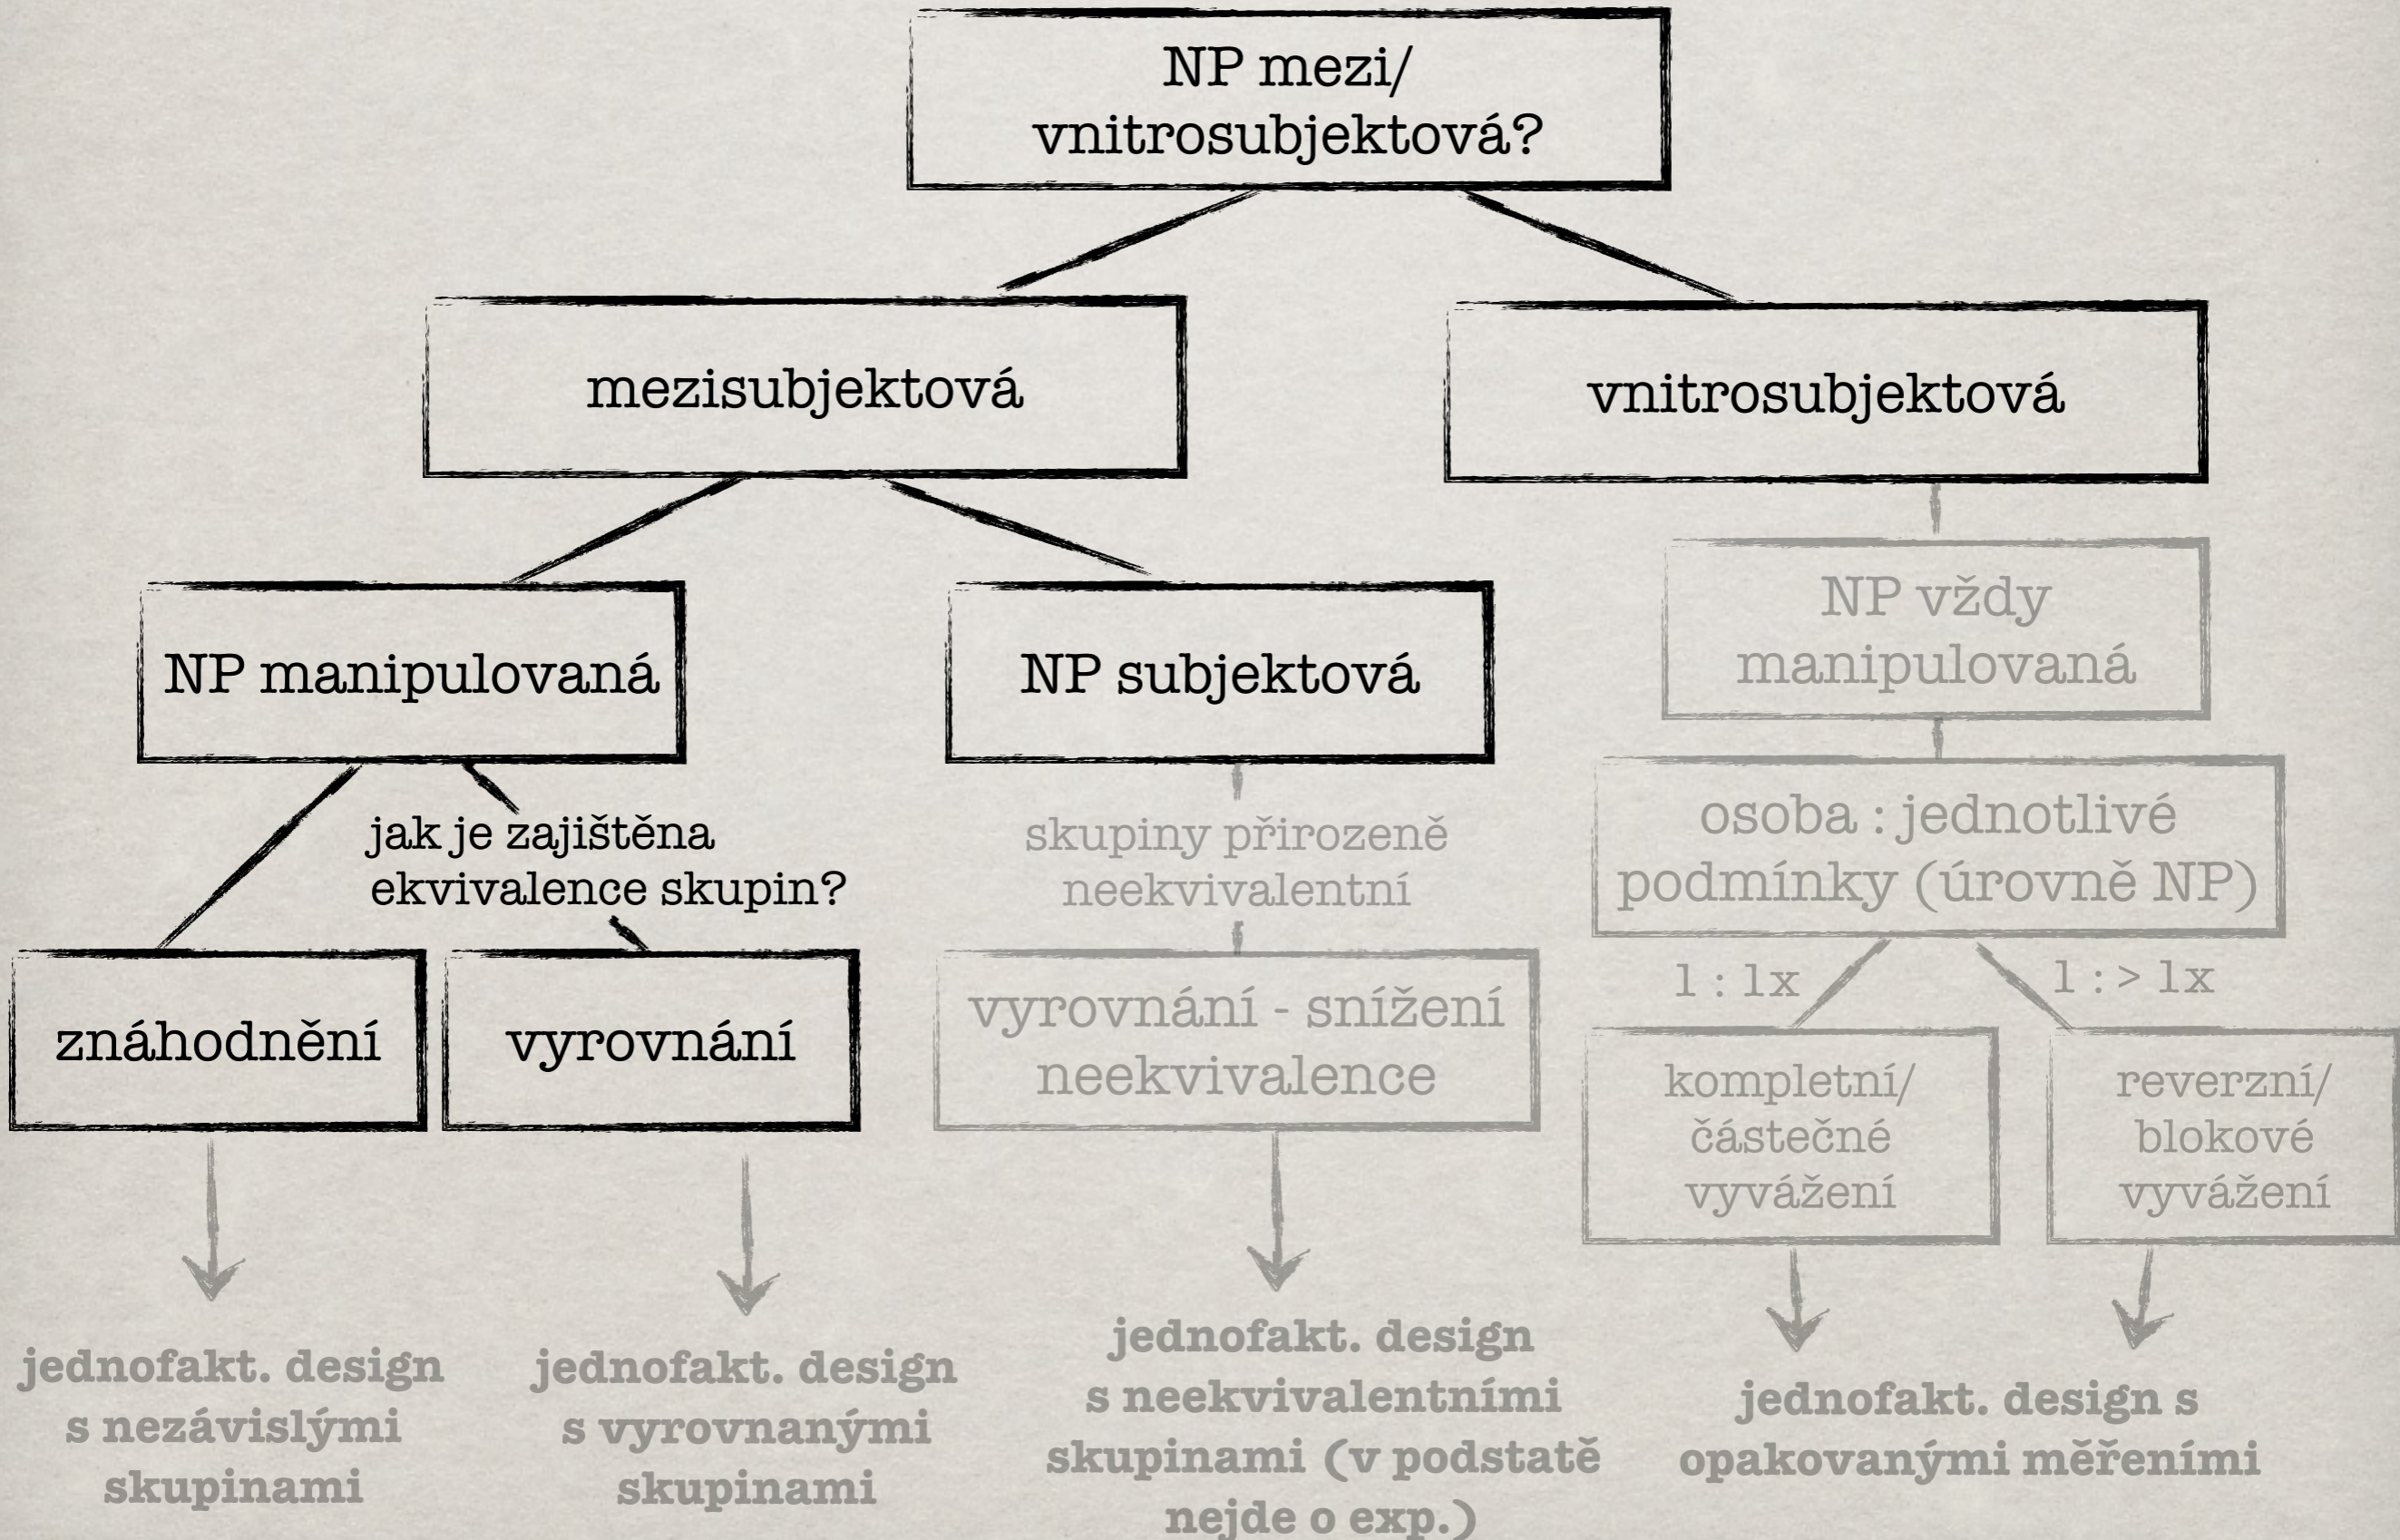 NP mezi/
vnitrosubjektová?
mezisubjektová
vnitrosubjektová
NP manipulovaná
NP subjektová
NP vždy
manipulovaná
jak je zajištěna
ekvivalence skupin?
skupiny přirozeně
neekvivalentní
osoba : jednotlivé
podmínky (úrovně NP)
1 : 1x
1 : > 1x
znáhodnění
vyrovnání
vyrovnání - snížení
neekvivalence
kompletní/
částečné
vyvážení
reverzní/
blokové
vyvážení
jednofakt. design
s nezávislými
skupinami
jednofakt. design
s vyrovnanými
skupinami
jednofakt. design
s neekvivalentními
skupinami (v podstatě
nejde o exp.)
jednofakt. design s
opakovanými měřeními